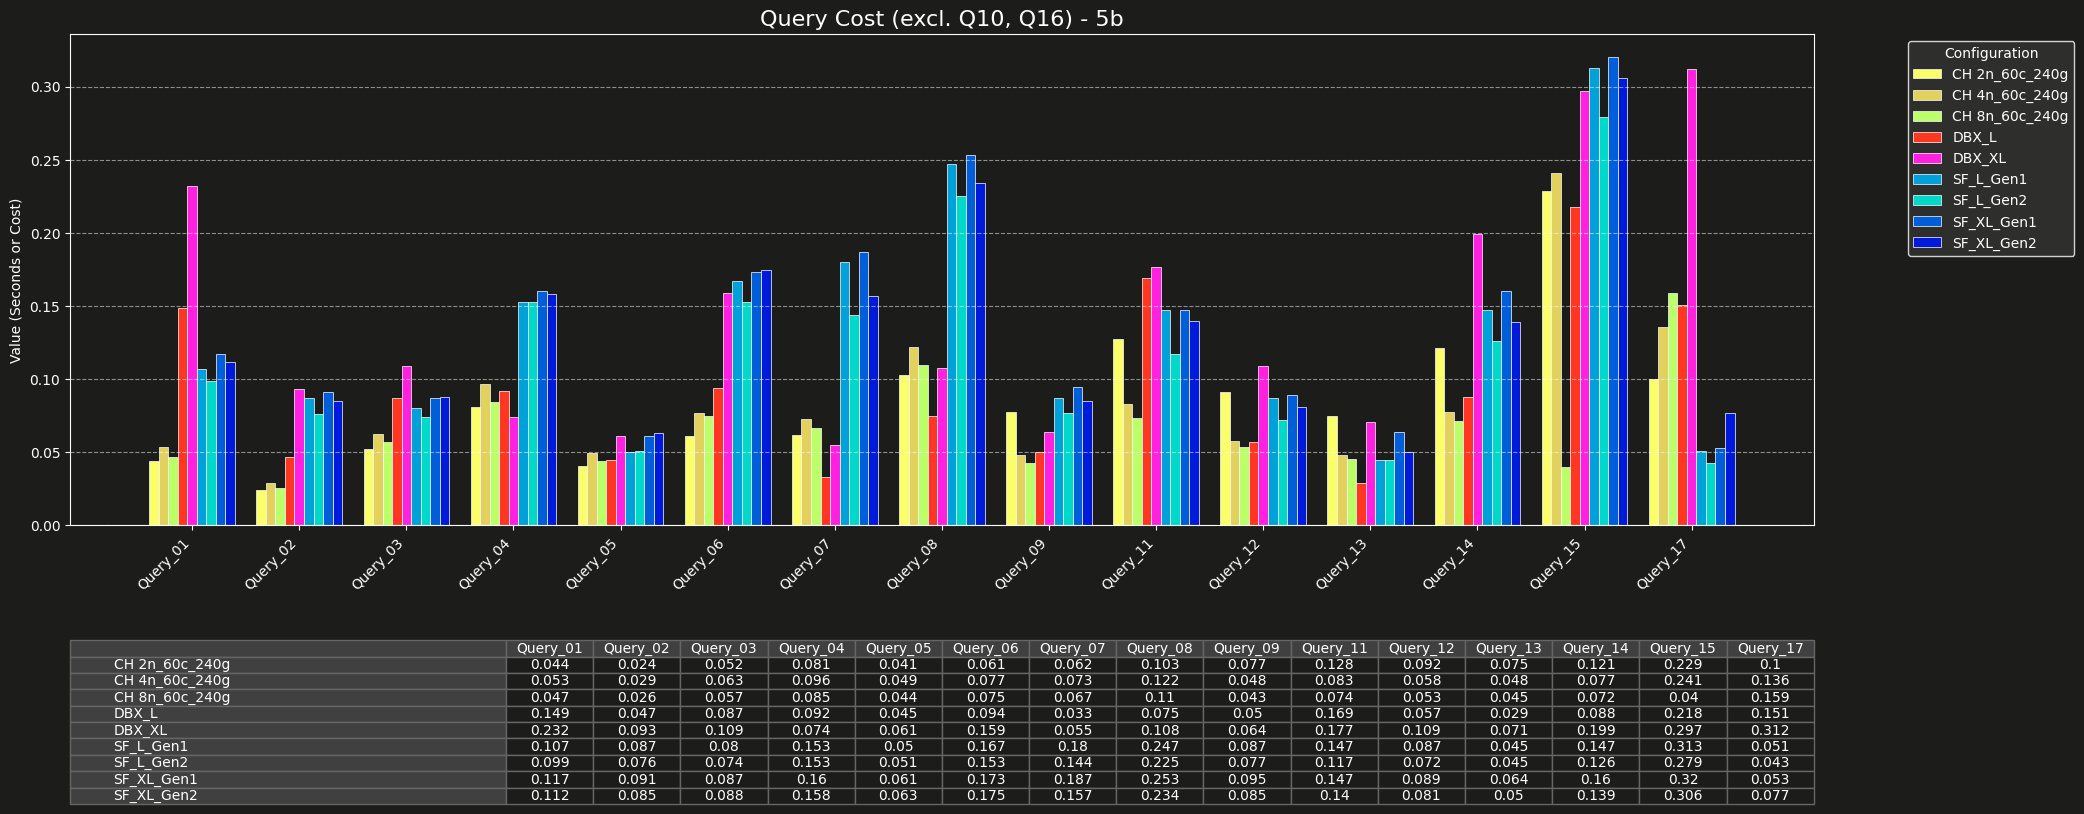 Query Cost (excl. Q10, Q16) - 5b
Value (Seconds or Cost)
0.30
0.25
0.20
0.15
0.10
0.05
0.00
Query_01 Query_02 Query_03 Query_04 Query_05 Query_06 Query_07 Query_08 Query_09 Query_11 Query_12 Query_13 Query_14 Query_15 Query_17
Configuration
CH 2n_60c_240g
CH 4n_60c_240g
CH 8n_60c_240g
DBX_L
DBX_XL
SF_L_Gen1
SF_L_Gen2
SF_XL_Gen1
SF_XL_Gen2
Query_01 Query_02 Query_03 Query_04 Query_05 Query_06 Query_07 Query_08 Query_09 Query_11 Query_12 Query_13 Query_14 Query_15 Query_17
CH 2n_60c_240g 0.044 0.024 0.052 0.081 0.041 0.061 0.062 0.103 0.077 0.128 0.092 0.075 0.121 0.229 0.1
CH 4n_60c_240g 0.053 0.029 0.063 0.096 0.049 0.077 0.073 0.122 0.048 0.083 0.058 0.048 0.077 0.241 0.136
CH 8n_60c_240g 0.047 0.026 0.057 0.085 0.044 0.075 0.067 0.11 0.043 0.074 0.053 0.045 0.072 0.04 0.159
DBX_L 0.149 0.047 0.087 0.092 0.045 0.094 0.033 0.075 0.05 0.169 0.057 0.029 0.088 0.218 0.151
DBX_XL 0.232 0.093 0.109 0.074 0.061 0.159 0.055 0.108 0.064 0.177 0.109 0.071 0.199 0.297 0.312
SF_L_Gen1 0.107 0.087 0.08 0.153 0.05 0.167 0.18 0.247 0.087 0.147 0.087 0.045 0.147 0.313 0.051
SF_L_Gen2 0.099 0.076 0.074 0.153 0.051 0.153 0.144 0.225 0.077 0.117 0.072 0.045 0.126 0.279 0.043
SF_XL_Gen1 0.117 0.091 0.087 0.16 0.061 0.173 0.187 0.253 0.095 0.147 0.089 0.064 0.16 0.32 0.053
SF_XL_Gen2 0.112 0.085 0.088 0.158 0.063 0.175 0.157 0.234 0.085 0.14 0.081 0.05 0.139 0.306 0.077